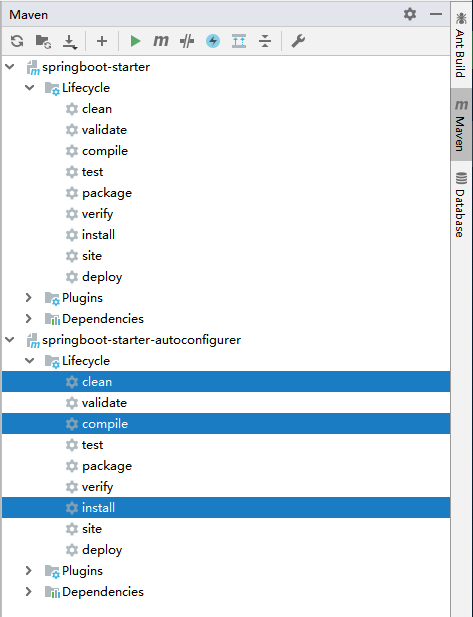 Maven
m
springboot-starter
Lifecycle
clean
validate
compile
test
package
verify
install
site
deploy
Plugins
Dependencies
springboot-starter-autoconfigurer
Lifecycle
clean
validate
compile
test
package
verify
install
site
deploy
Plugins
Dependencies
Ant Build
m Maven
Database